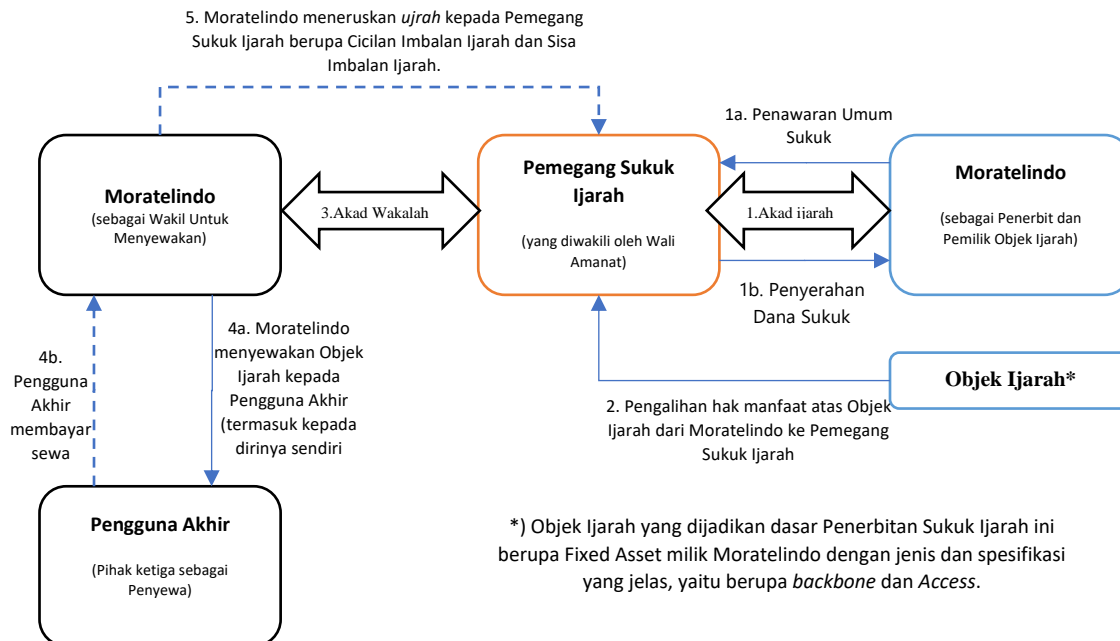 5. Moratelindo meneruskan ujrah kepada Pemegang
Sukuk Ijarah berupa Cicilan Imbalan Ijarah dan Sisa
Imbalan Ijarah.
1a. Penawaran Umum
Sukuk
Moratelindo
(sebagai Wakil Untuk
Menyewakan)
3.Akad Wakalah
Pemegang Sukuk
Ijarah
(yang diwakili oleh Wali
Amanat)
1.Akad ijarah
Moratelindo
(sebagai Penerbit dan
Pemilik Objek Ijarah)
1b. Penyerahan
Dana Sukuk
4b.
Pengguna
Akhir
membayar
sewa
4a. Moratelindo
menyewakan Objek
Ijarah kepada
Pengguna Akhir
(termasuk kepada
dirinya sendiri
Objek Ijarah*
2. Pengalihan hak manfaat atas Objek
Ijarah dari Moratelindo ke Pemegang
Sukuk Ijarah
Pengguna Akhir
(Pihak ketiga sebagai
Penyewa)
*) Objek Ijarah yang dijadikan dasar Penerbitan Sukuk Ijarah ini
berupa Fixed Asset milik Moratelindo dengan jenis dan spesifikasi
yang jelas, yaitu berupa backbone dan Access.